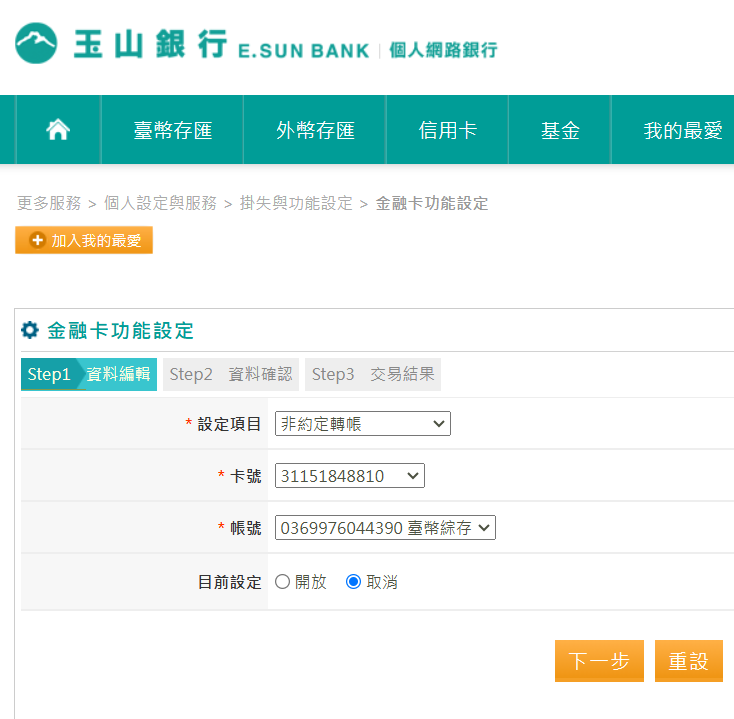 玉山銀行 E.SUN BANK | 個人網路銀行
臺幣存匯 外幣存匯 信用卡 基金 我的最愛
更多服務 > 個人設定與服務 > 掛失與功能設定 > 金融卡功能設定
加入我的最愛
金融卡功能設定
Step1 資料編輯 Step2 資料確認 Step3 交易結果
* 設定項目 非約定轉帳
* 卡號 31151848810
* 帳號 0369976044390 臺幣綜存
目前設定 開放 取消
下一步 重設